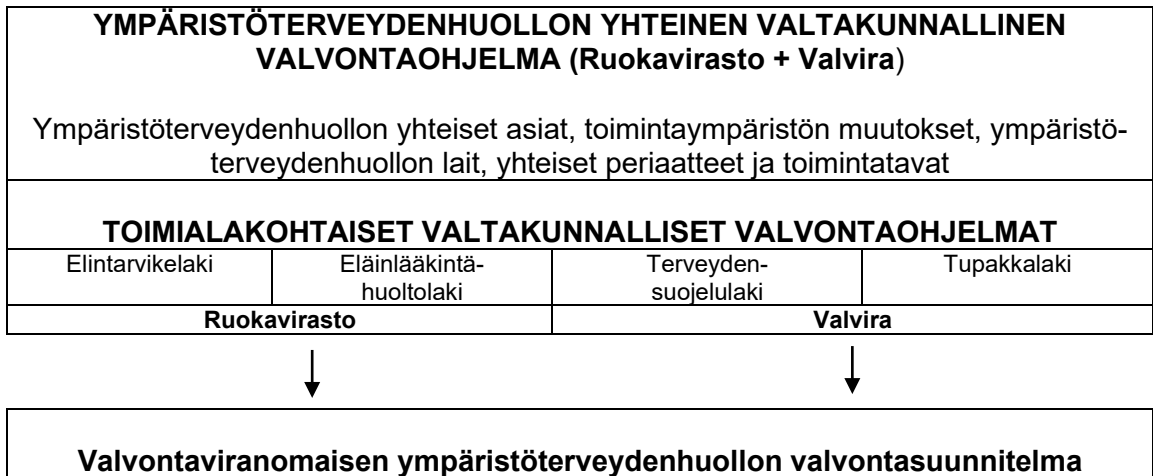 YMPÄRISTÖTERVEYDENHUOLLON YHTEINEN VALTAKUNNALLINEN
VALVONTAOHJELMA (Ruokavirasto + Valvira)
Ympäristöterveydenhuollon yhteiset asiat, toimintaympäristön muutokset, ympäristö-
terveydenhuollon lait, yhteiset periaatteet ja toimintatavat
TOIMIALAKOHTAISET VALTAKUNNALLISET VALVONTAOHJELMAT
Elintarvikelaki
Eläinlääkintä-
huoltolaki
Terveyden-
suojelulaki
Tupakkalaki
Ruokavirasto
Valvira
Valvontaviranomaisen ympäristöterveydenhuollon valvontasuunnitelma